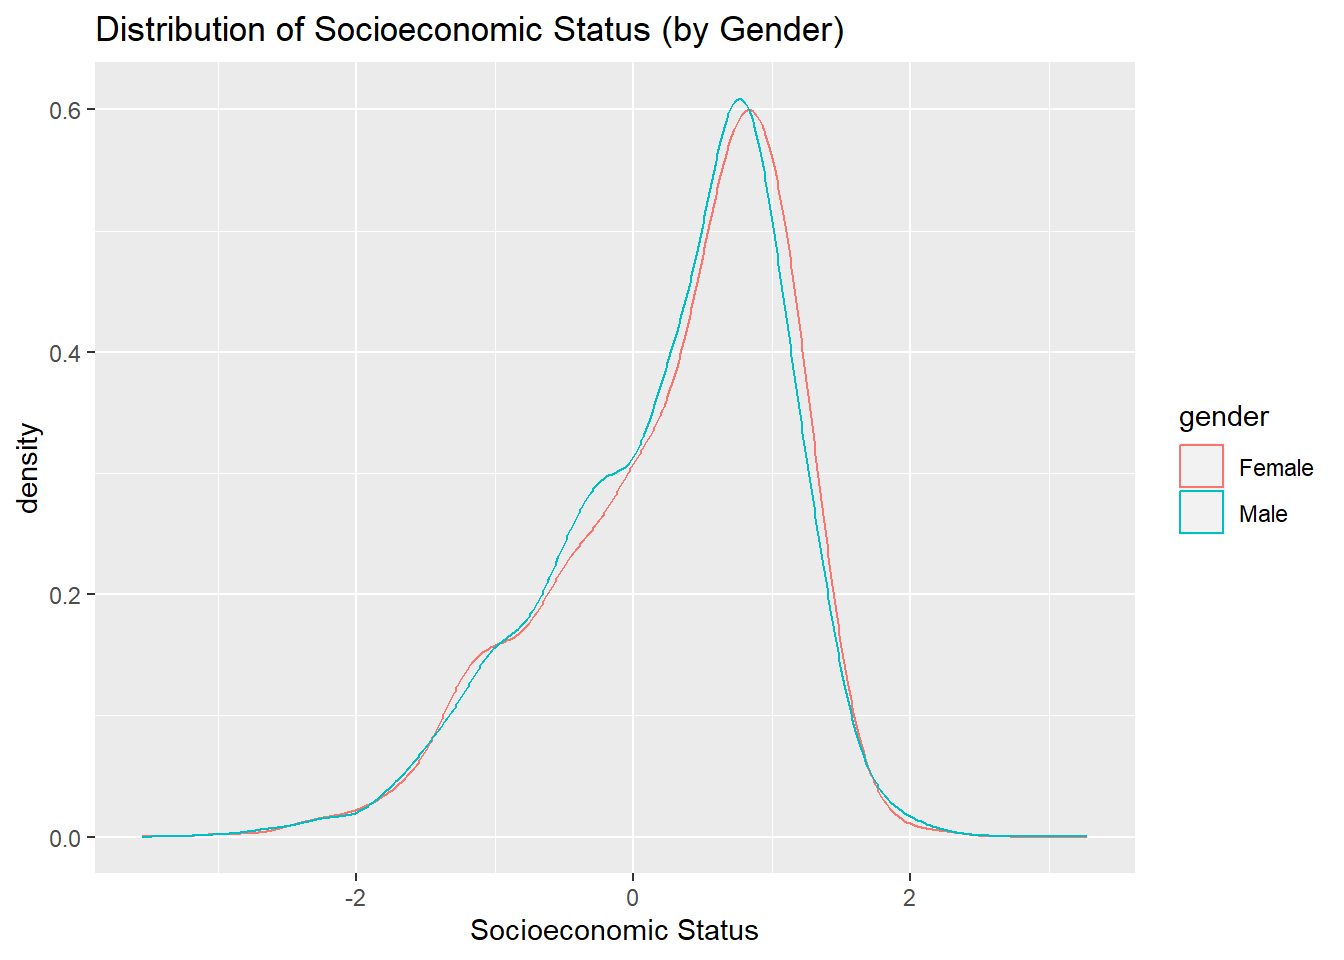 Distribution of Socioeconomic Status (by Gender)
0.6
0.4
0.2
0.0
density
-2
0
2
Socioeconomic Status
gender
Female
Male